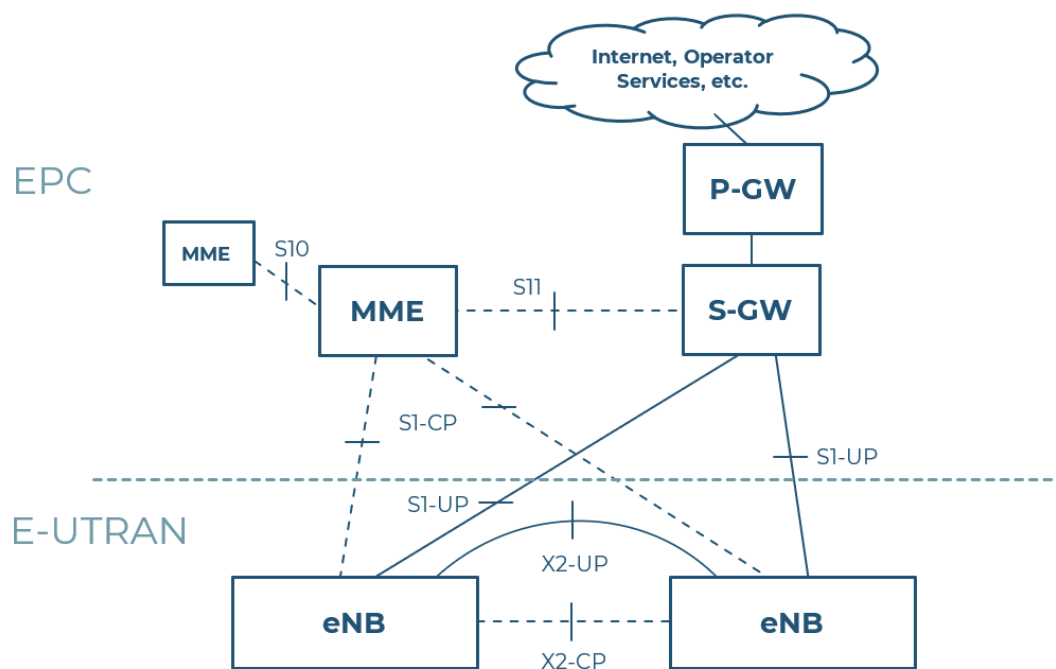 Internet, Operator
Services, etc.
EPC
P-GW
MME
S10
MME
S11
S-GW
S1-CP
S1-UP
S1-UP
E-UTRAN
X2-UP
eNB
eNB
X2-CP